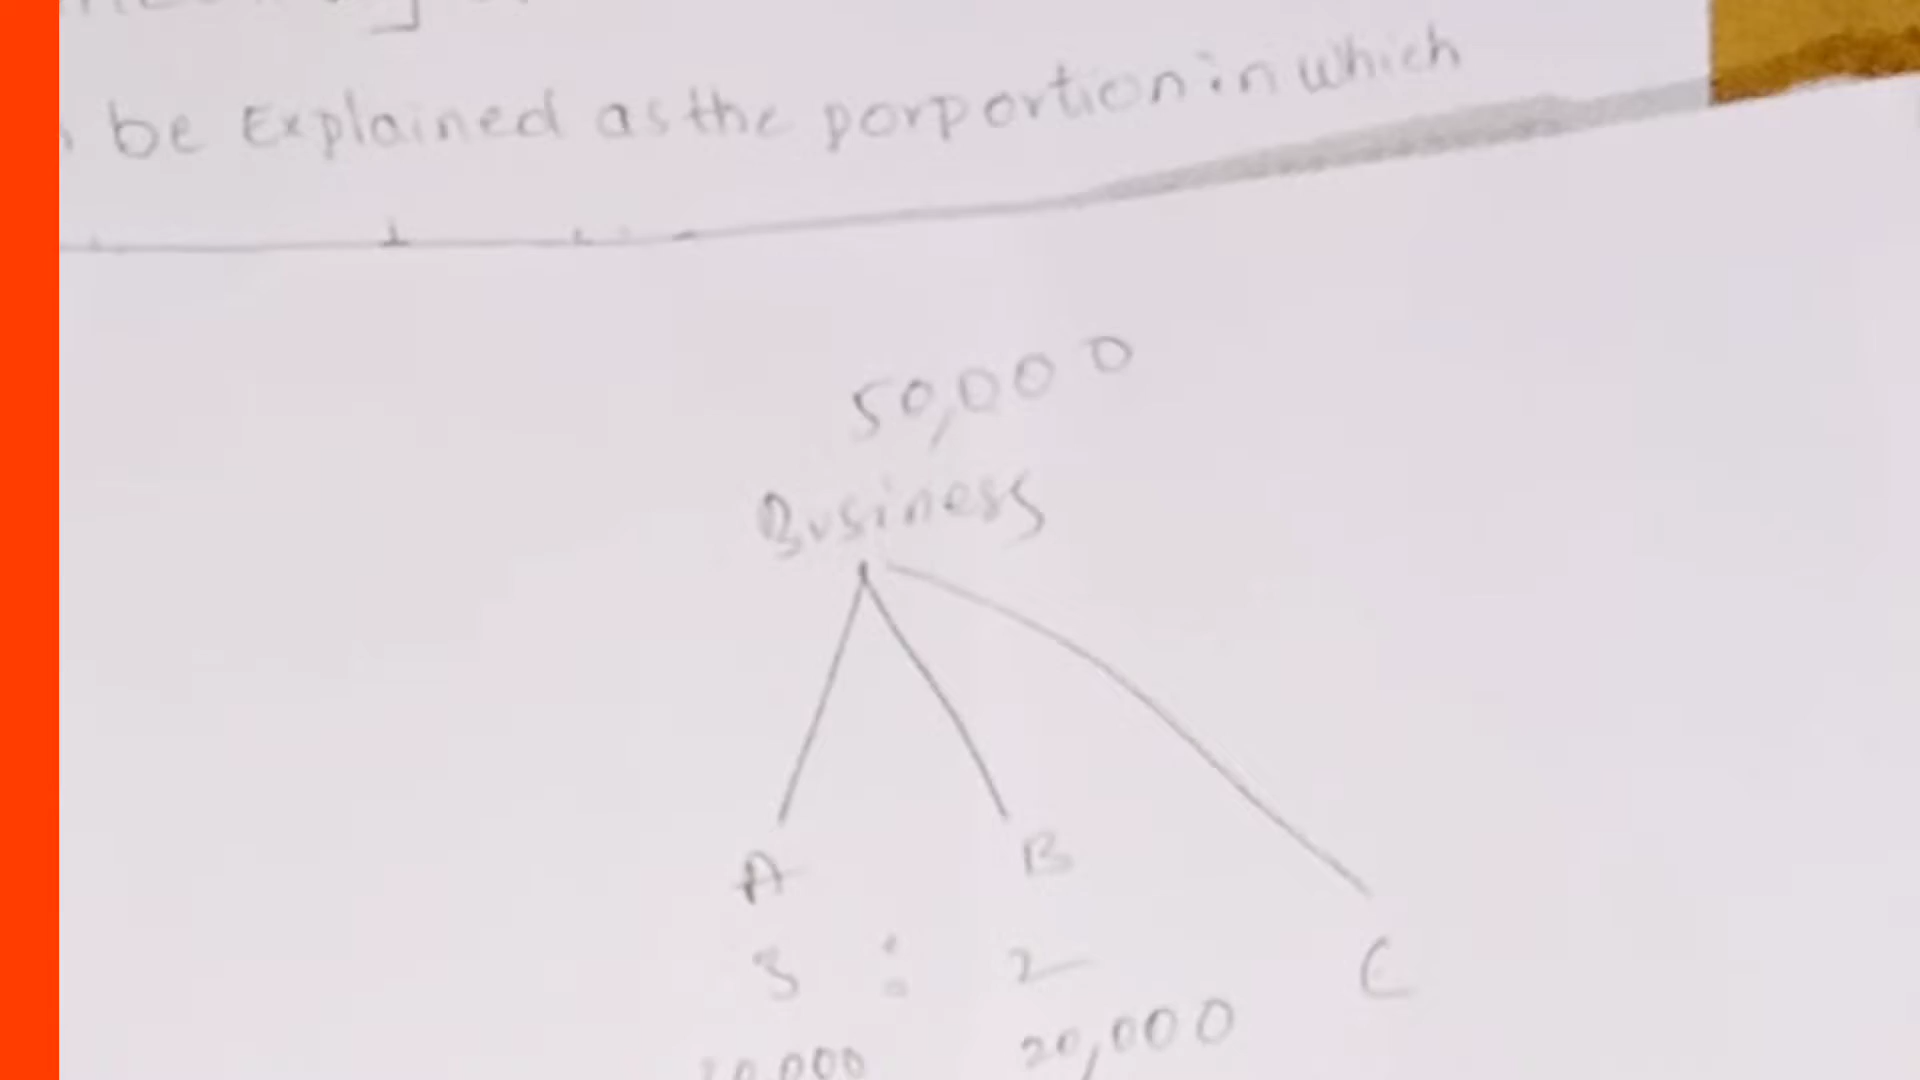 be Explained as the porportion in which
50,000
Business
A B
3 : 2 C
20,000